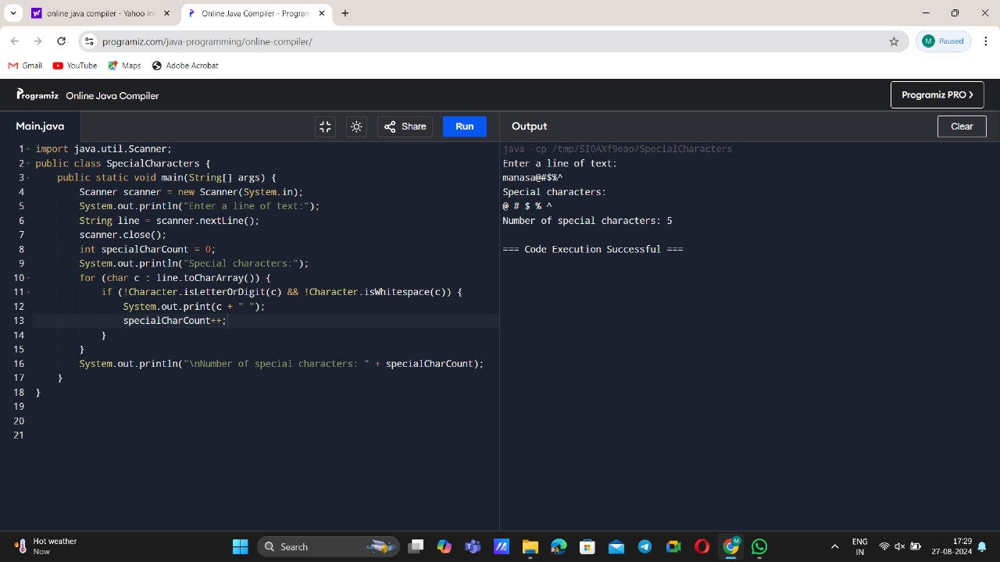 online java compiler - Yahoo In
Online Java Compiler - Program
programiz.com/java-programming/online-compiler/
M
Paused
Gmail
YouTube
Maps
Adobe Acrobat
Programiz
Online Java Compiler
Programiz PRO >
Main.java
Share
Run
Output
Clear
1 import java.util.Scanner;
2 public class SpecialCharacters {
3 public static void main(String[] args) {
4 Scanner scanner = new Scanner(System.in);
5 System.out.println("Enter a line of text:");
6 String line = scanner.nextLine();
7 scanner.close();
8 int specialCharCount = 0;
9 System.out.println("Special characters:");
10 for (char c : line.toCharArray()) {
11 if (!Character.isLetterOrDigit(c) && !Character.isWhitespace(c)) {
12 System.out.print(c + " ");
13 specialCharCount++;
14 }
15 }
16 System.out.println("\nNumber of special characters: " + specialCharCount);
17 }
18 }
19
20
21
java -cp /tmp/SI0AXf9eao/SpecialCharacters
Enter a line of text:
manasa@#$%^
Special characters:
@ # $ % ^
Number of special characters: 5
=== Code Execution Successful ===
Hot weather
Now
Search
ENG
IN
17:29
27-08-2024